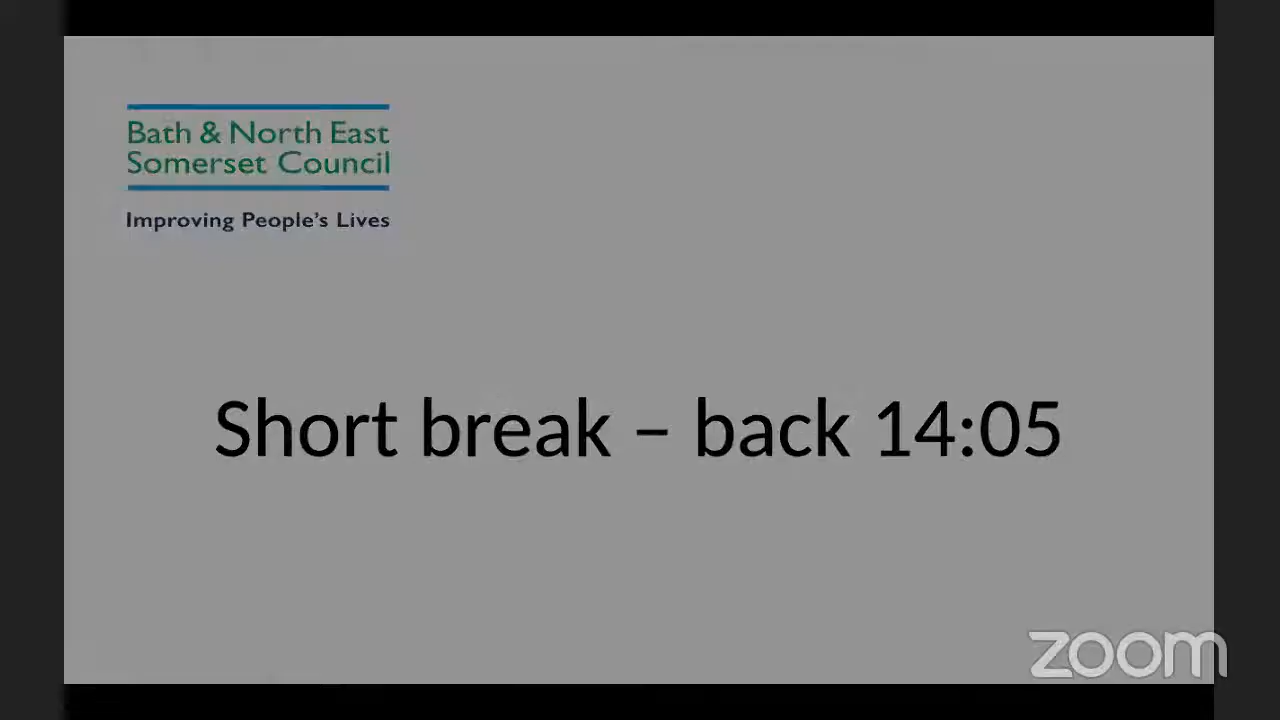 Bath & North East
Somerset Council
Improving People's Lives
Short break – back 14:05
zoom